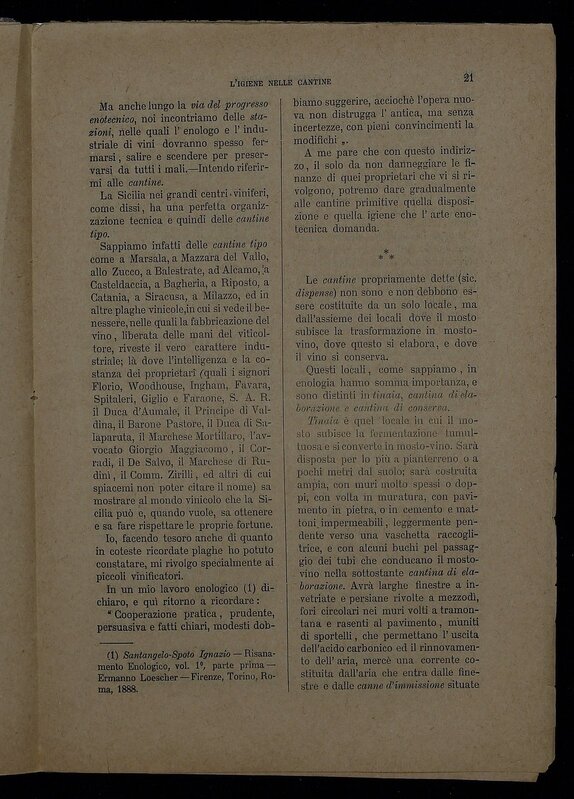 L'IGIENE NELLE CANTINE
21
Ma anche lungo la via del progresso
enotecnico, noi incontriamo delle sta-
zioni, nelle quali l' enologo e l' indu-
striale di vini dovranno spesso fer-
marsi, salire e scendere per preser-
varsi da tutti i mali.—Intendo riferir-
mi alle cantine.
La Sicilia nei grandi centri viniferi,
come dissi, ha una perfetta organiz-
zazione tecnica e quindi delle cantine
tipo.
Sappiamo infatti delle cantine tipo
come a Marsala, a Mazzara del Vallo,
allo Zucco, a Balestrate, ad Alcamo, a
Casteldaccia, a Bagheria, a Riposto, a
Catania, a Siracusa, a Milazzo, ed in
altre plaghe vinicole,in cui si vede il be-
nessere, nelle quali la fabbricazione del
vino, liberata delle mani del viticol-
tore, riveste il vero carattere indu-
striale; là dove l'intelligenza e la co-
stanza dei proprietari (quali i signori
Florio, Woodhouse, Ingham, Favara,
Spitaleri, Giglio e Faraone, S. A. R.
il Duca d'Aumale, il Principe di Val-
dina, il Barone Pastore, il Duca di Sa-
laparuta, il Marchese Mortillaro, l'av-
vocato Giorgio Maggiacomo, il Cor-
radi, il De Salvo, il Marchese di Ru-
dinì, il Comm. Zirilli, ed altri di cui
spiacemi non poter citare il nome) sa
mostrare al mondo vinicolo che la Si-
cilia può e, quando vuole, sa ottenere
e sa fare rispettare le proprie fortune.
Io, facendo tesoro anche di quanto
in coteste ricordate plaghe ho potuto
constatare, mi rivolgo specialmente ai
piccoli vinificatori.
In un mio lavoro enologico (1) di-
chiaro, e quì ritorno a ricordare :
“ Cooperazione pratica, prudente,
persuasiva e fatti chiari, modesti dob-
(1) Santangelo-Spoto Ignazio — Risana-
mento Enologico, vol. 1º, parte prima —
Ermanno Loescher — Firenze, Torino, Ro-
ma, 1888.
biamo suggerire, acciochè l'opera nuo-
va non distrugga l' antica, ma senza
incertezze, con pieni convincimenti la
modifichi „.
A me pare che con questo indiriz-
zo, il solo da non danneggiare le fi-
nanze di quei proprietari che vi si ri-
volgono, potremo dare gradualmente
alle cantine primitive quella disposi-
zione e quella igiene che l' arte eno-
tecnica domanda.
* * *
Le cantine propriamente dette (sic.
dispense) non sono e non debbono es-
sere costituite da un solo locale, ma
dall'assieme dei locali dove il mosto
subisce la trasformazione in mosto-
vino, dove questo si elabora, e dove
il vino si conserva.
Questi locali, come sappiamo, in
enologia hanno somma importanza, e
sono distinti in tinaia, cantina di ela-
borazione e cantina di conserva.
Tinaia è quel locale in cui il mo-
sto subisce la fermentazione tumul-
tuosa e si converte in mosto-vino. Sarà
disposta per lo più a pianterreno o a
pochi metri dal suolo; sarà costruita
ampia, con muri molto spessi o dop-
pi, con volta in muratura, con pavi-
mento in pietra, o in cemento e mat-
toni impermeabili, leggermente pen-
dente verso una vaschetta raccogli-
trice, e con alcuni buchi pel passag-
gio dei tubi che conducano il mosto-
vino nella sottostante cantina di ela-
borazione. Avrà larghe finestre a in-
vetriate e persiane rivolte a mezzodì,
fori circolari nei muri volti a tramon-
tana e rasenti al pavimento, muniti
di sportelli, che permettano l' uscita
dell'acido carbonico ed il rinnovamen-
to dell' aria, mercè una corrente co-
stituita dall'aria che entra dalle fine-
stre e dalle canne d'immissione situate